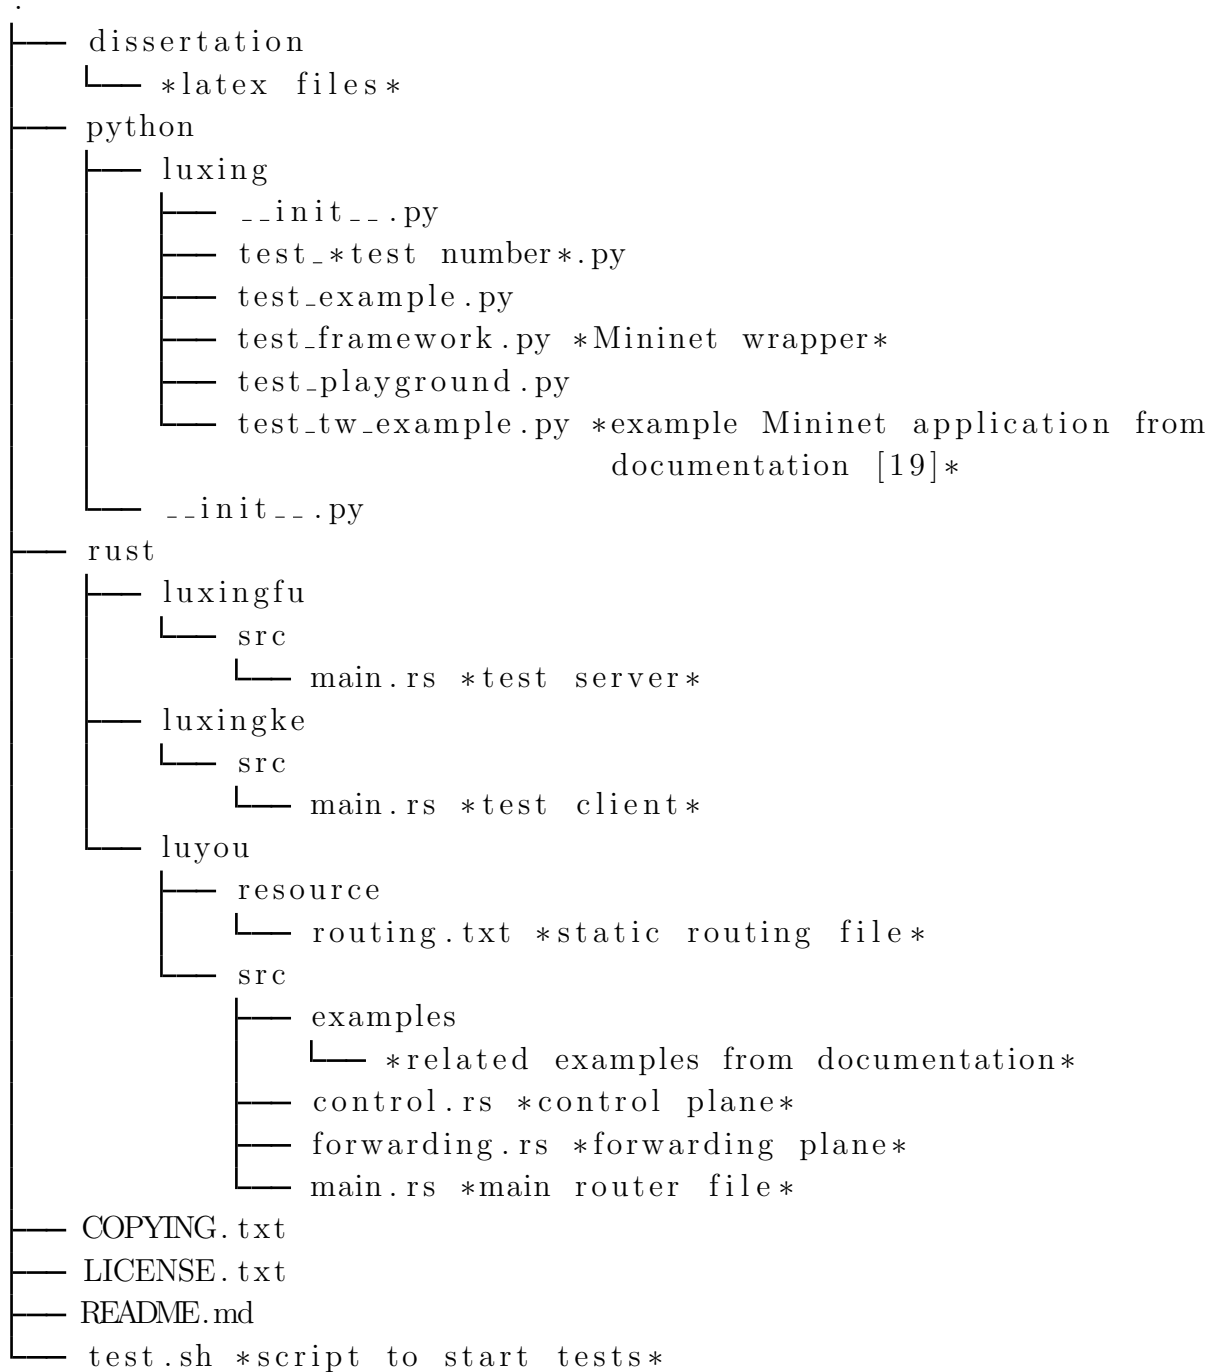 .
├── dissertation
│   └── *latex files*
├── python
│   ├── luxing
│   │   ├── __init__.py
│   │   ├── test_*test number*.py
│   │   ├── test_example.py
│   │   ├── test_framework.py *Mininet wrapper*
│   │   ├── test_playground.py
│   │   └── test_tw_example.py *example Mininet application from
│   │                           documentation [19]*
│   └── __init__.py
├── rust
│   ├── luxingfu
│   │   └── src
│   │       └── main.rs *test server*
│   ├── luxingke
│   │   └── src
│   │       └── main.rs *test client*
│   └── luyou
│       ├── resource
│       │   └── routing.txt *static routing file*
│       └── src
│           ├── examples
│           │   └── *related examples from documentation*
│           ├── control.rs *control plane*
│           ├── forwarding.rs *forwarding plane*
│           └── main.rs *main router file*
├── COPYING.txt
├── LICENSE.txt
├── README.md
└── test.sh *script to start tests*